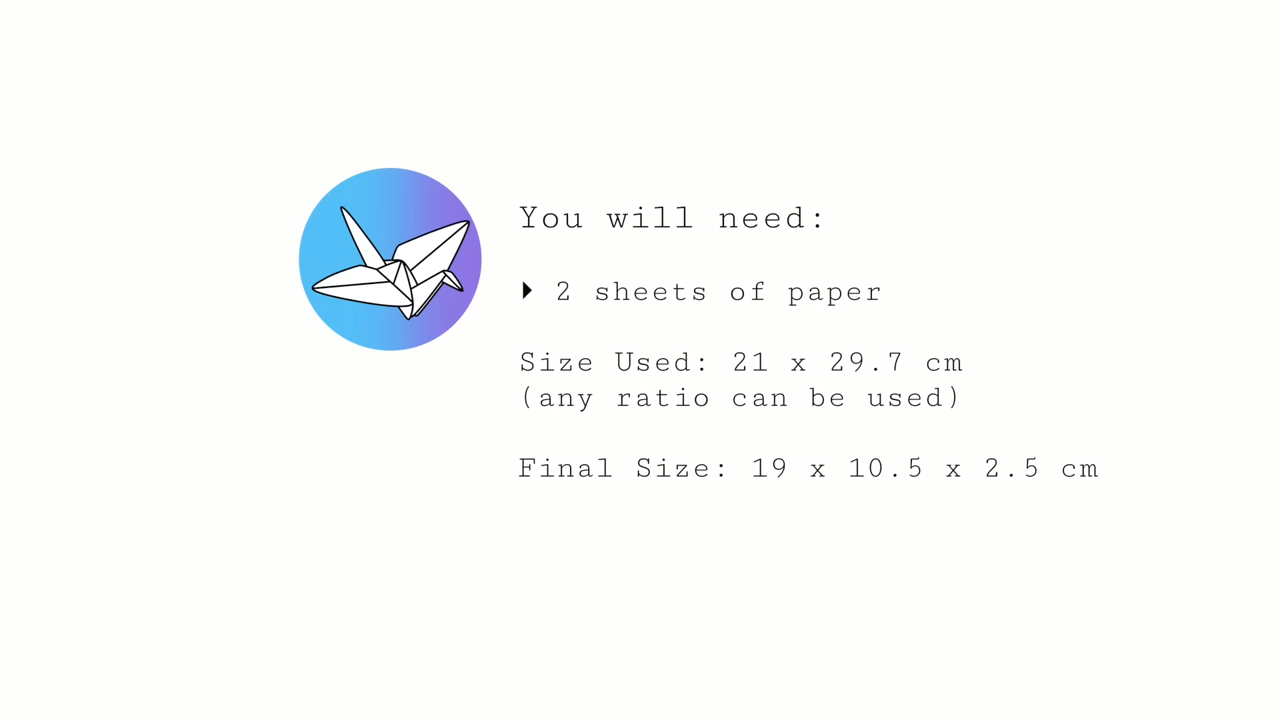 You will need:
2 sheets of paper
Size Used: 21 x 29.7 cm
(any ratio can be used)
Final Size: 19 x 10.5 x 2.5 cm